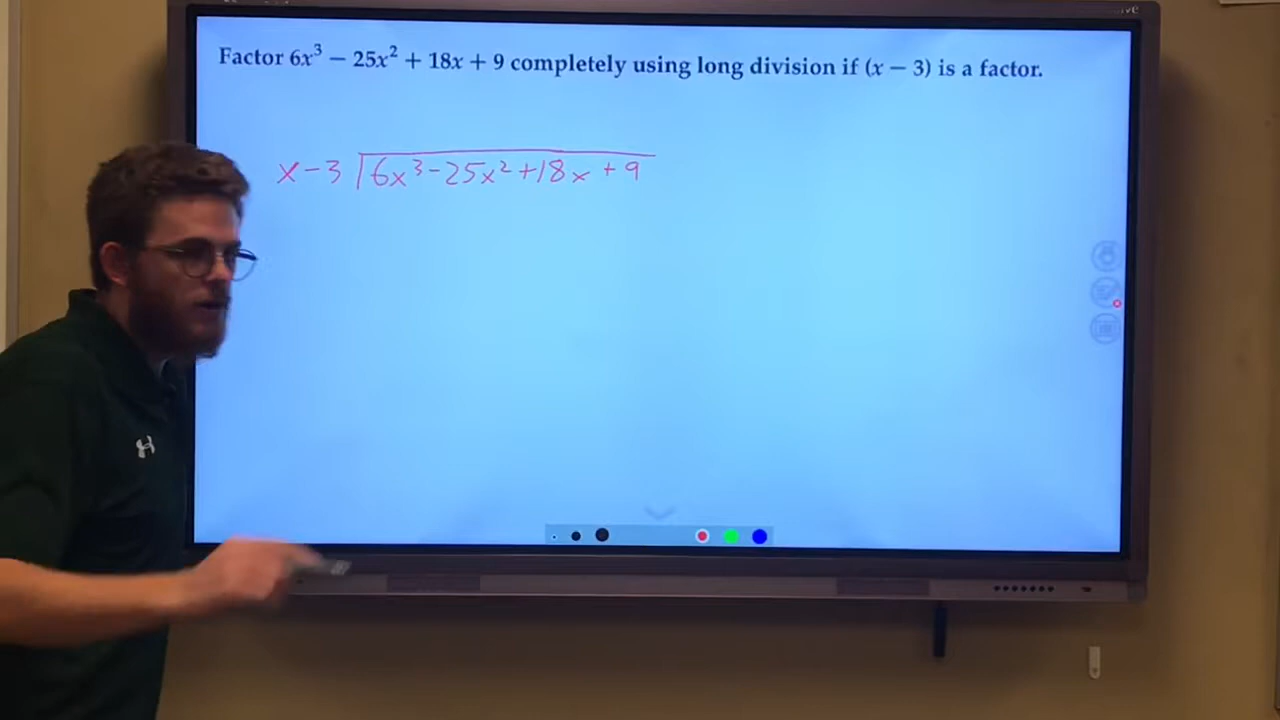 Factor 6x³ − 25x² + 18x + 9 completely using long division if (x − 3) is a factor.
x-3 6x³-25x²+18x+9